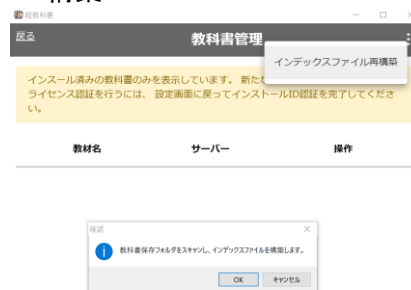 超教科書
戻る
教科書管理
インデックスファイル再構築
インスール済みの教科書のみを表示しています。 新た
ライセンス認証を行うには、 設定画面に戻ってインストールID認証を完了してくださ
い。
教材名 サーバー 操作
確認
教科書保存フォルダをスキャンし、インデックスファイルを構築します。
OK キャンセル